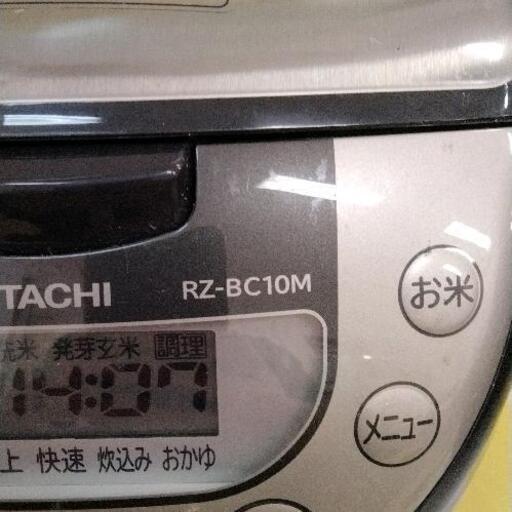 TACHI RZ-BC10M
お米
洗米 発芽玄米 調理
14:07
メニュー
上 快速 炊込み おかゆ